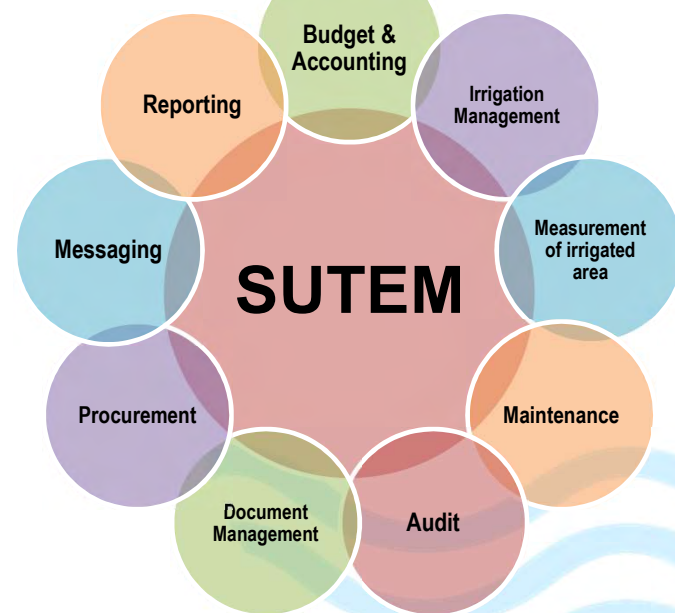 Budget &
Accounting
Irrigation
Management
Measurement
of irrigated
area
Maintenance
Audit
Document
Management
Procurement
Messaging
Reporting
SUTEM